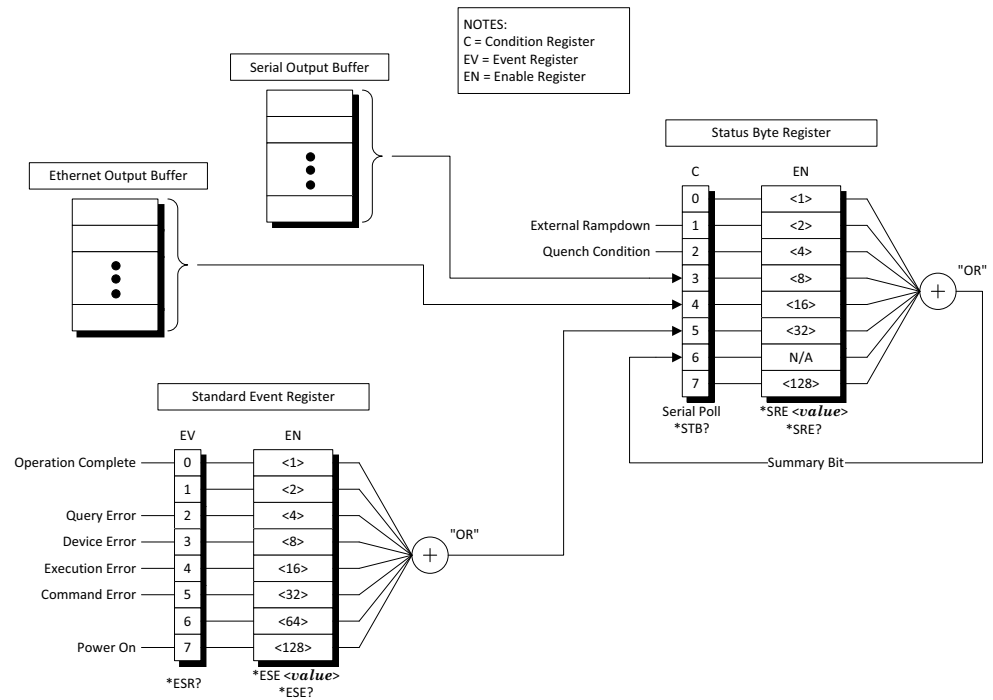 NOTES:
C = Condition Register
EV = Event Register
EN = Enable Register
Serial Output Buffer
Ethernet Output Buffer
Status Byte Register
C
EN
0
<1>
External Rampdown
1
<2>
Quench Condition
2
<4>
3
<8>
4
<16>
5
<32>
6
N/A
7
<128>
"OR"
Serial Poll
*STB?
*SRE <value>
*SRE?
Summary Bit
Standard Event Register
EV
EN
Operation Complete
0
<1>
1
<2>
Query Error
2
<4>
Device Error
3
<8>
Execution Error
4
<16>
Command Error
5
<32>
6
<64>
Power On
7
<128>
"OR"
*ESR?
*ESE <value>
*ESE?